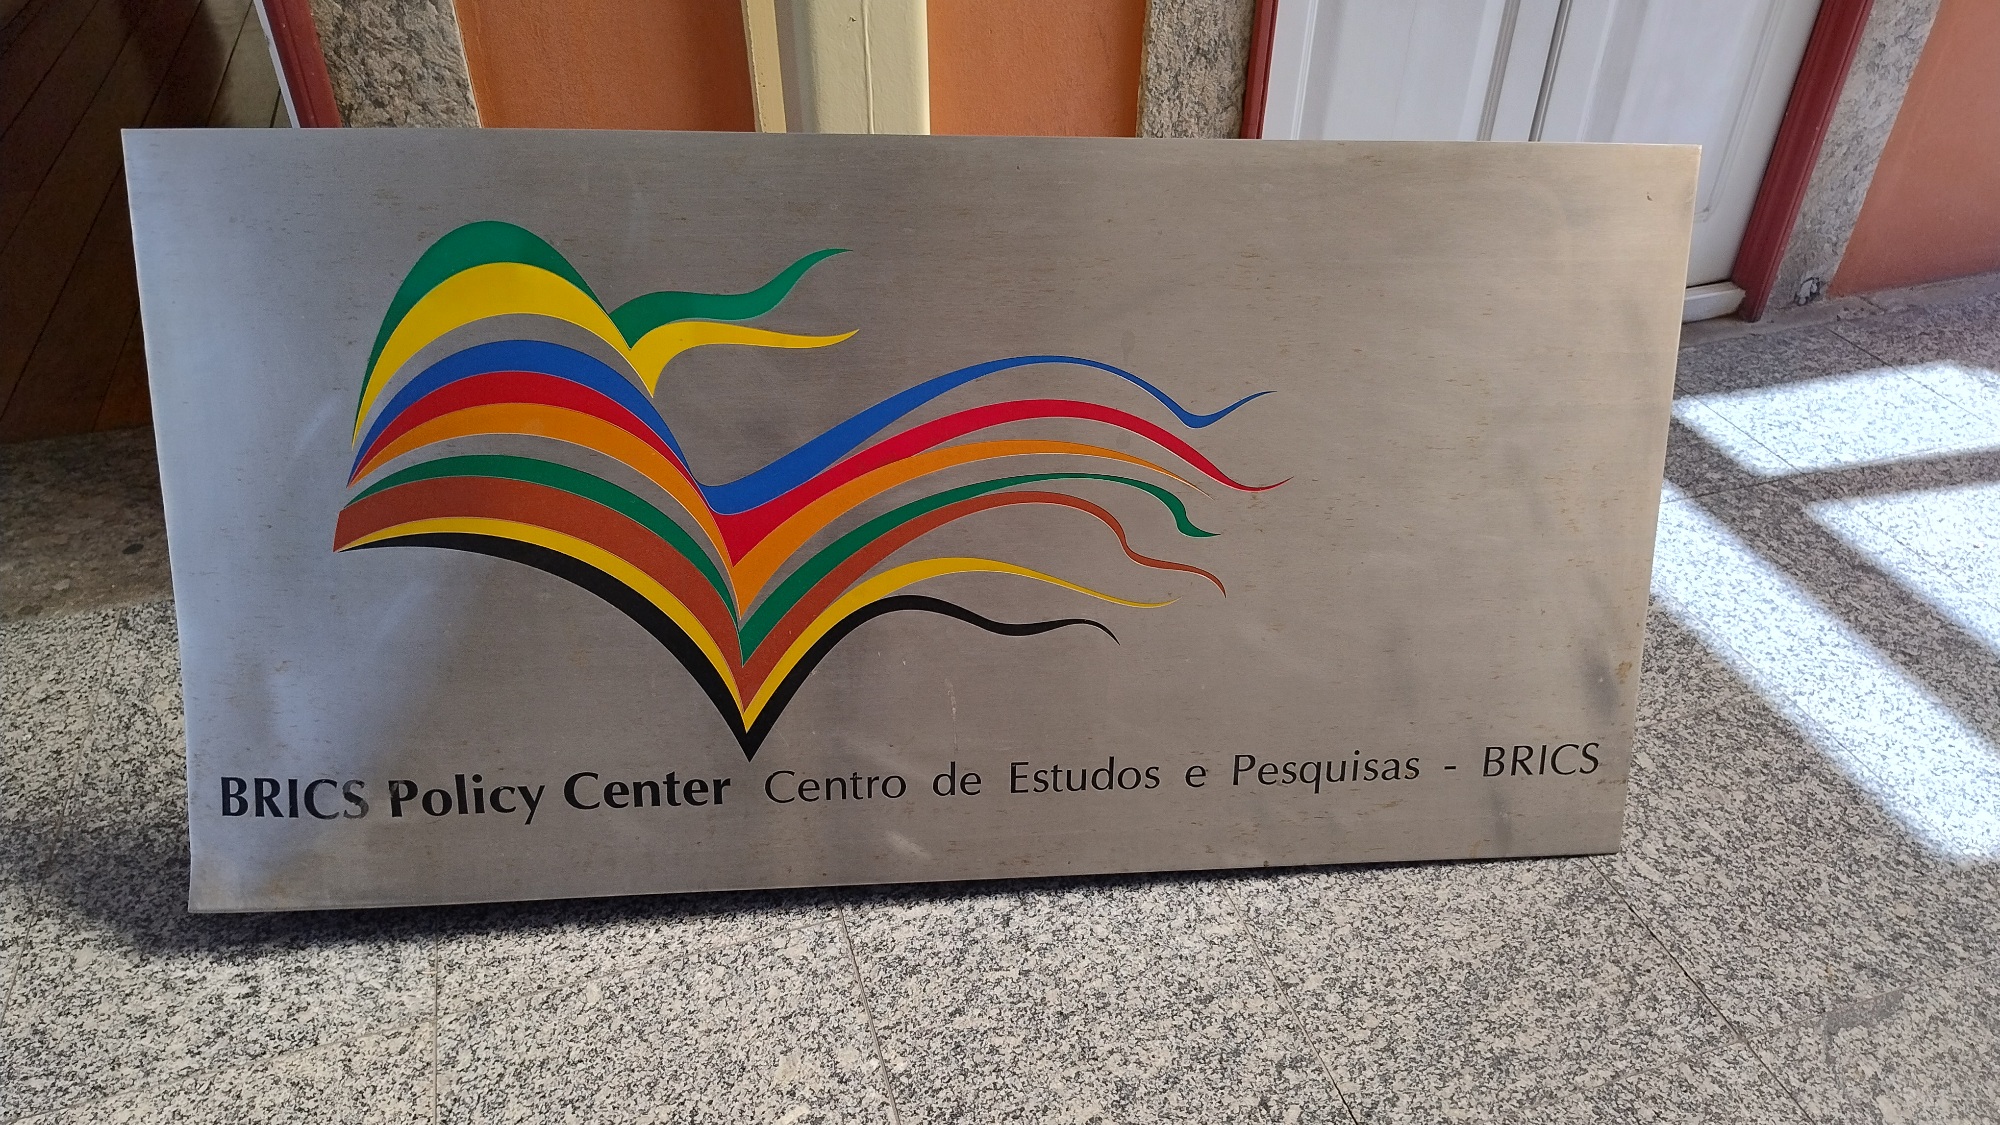 BRICS Policy Center Centro de Estudos e Pesquisas - BRICS